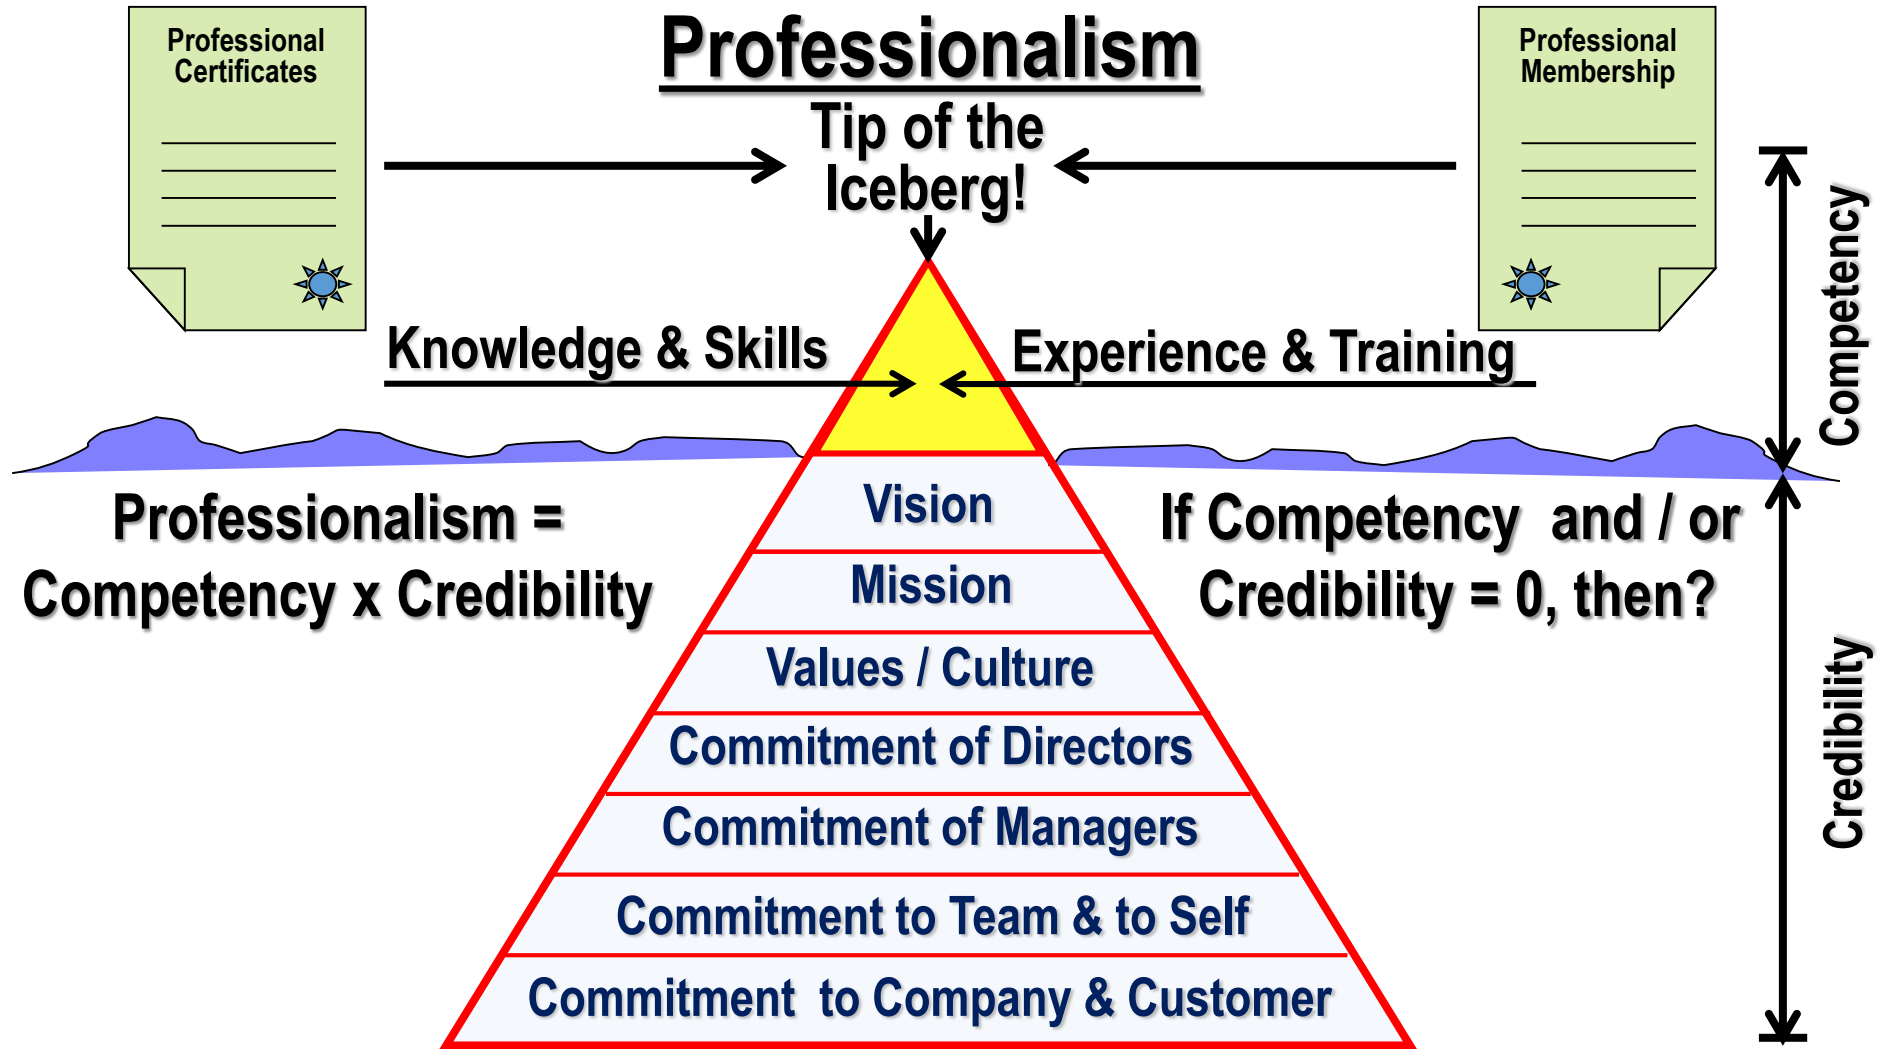 Professional
Certificates
Professionalism
Tip of the
Iceberg!
Professional
Membership
Knowledge & Skills
Experience & Training
Competency
Professionalism =
Competency x Credibility
If Competency  and / or
Credibility = 0, then?
Vision
Mission
Values / Culture
Commitment of Directors
Commitment of Managers
Commitment to Team & to Self
Commitment  to Company & Customer
Credibility